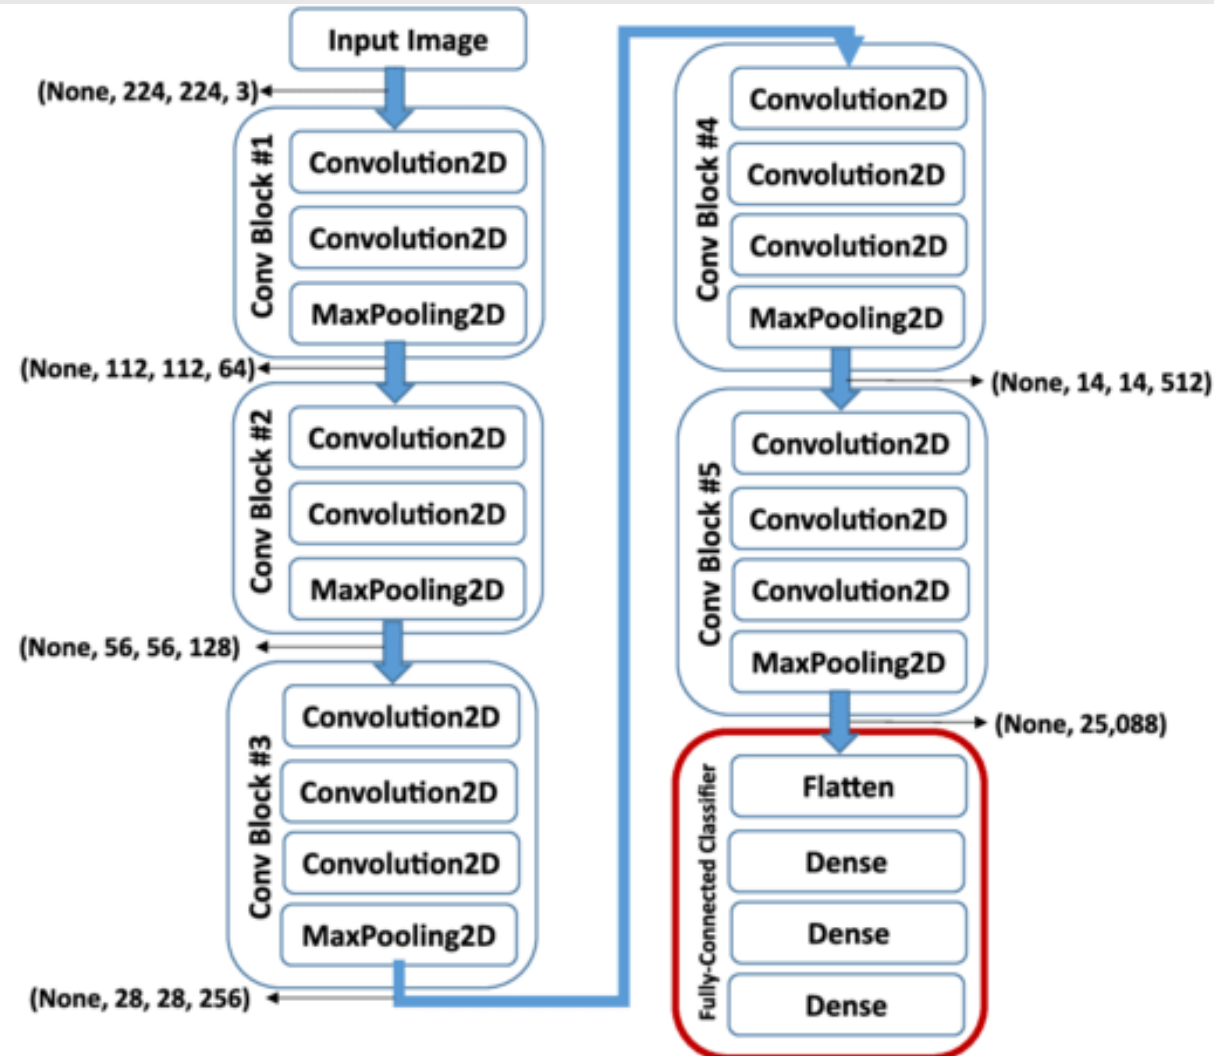 Input Image
(None, 224, 224, 3)
Conv Block #1
Convolution2D
Convolution2D
MaxPooling2D
(None, 112, 112, 64)
Conv Block #2
Convolution2D
Convolution2D
MaxPooling2D
(None, 56, 56, 128)
Conv Block #3
Convolution2D
Convolution2D
Convolution2D
MaxPooling2D
(None, 28, 28, 256)
Conv Block #4
Convolution2D
Convolution2D
Convolution2D
MaxPooling2D
(None, 14, 14, 512)
Conv Block #5
Convolution2D
Convolution2D
Convolution2D
MaxPooling2D
(None, 25,088)
Fully-Connected Classifier
Flatten
Dense
Dense
Dense